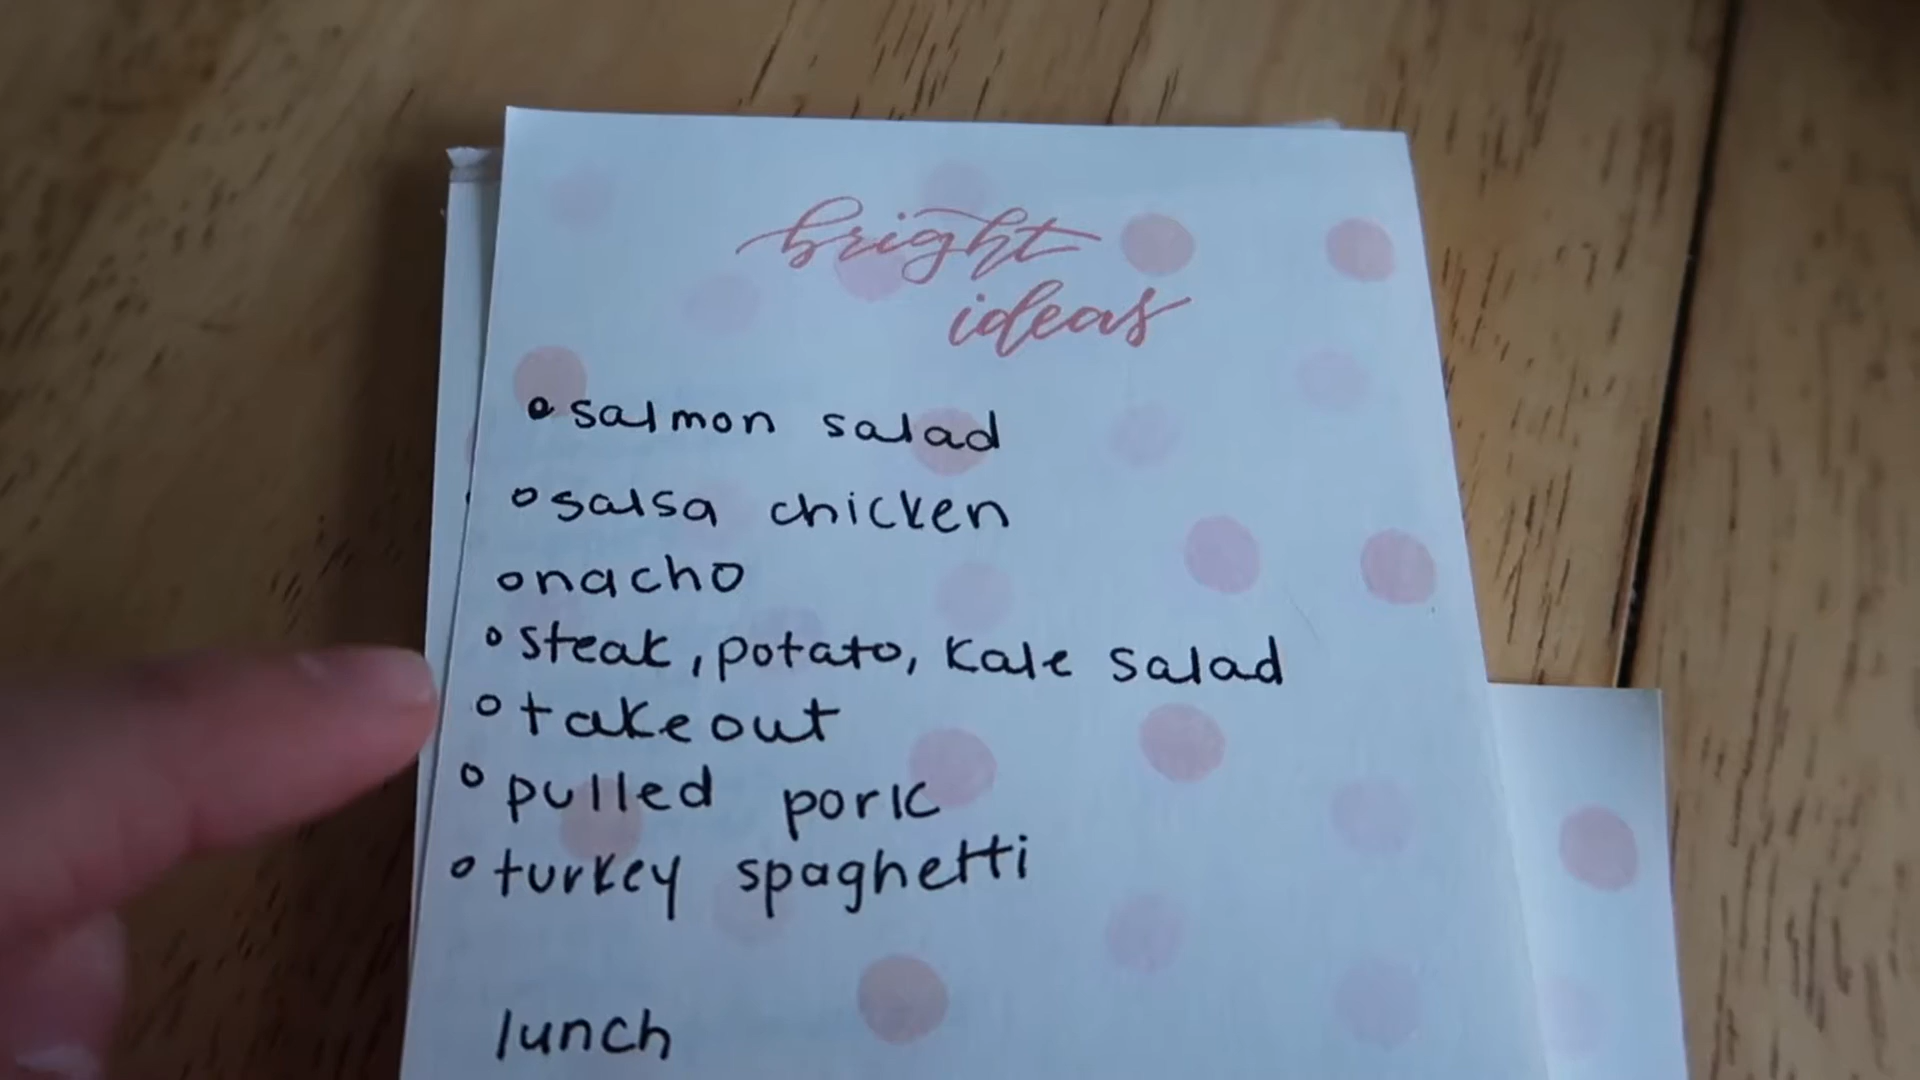 bright
ideas
salmon salad
salsa chicken
nacho
steak, potato, kale salad
takeout
pulled pork
turkey spaghetti
lunch